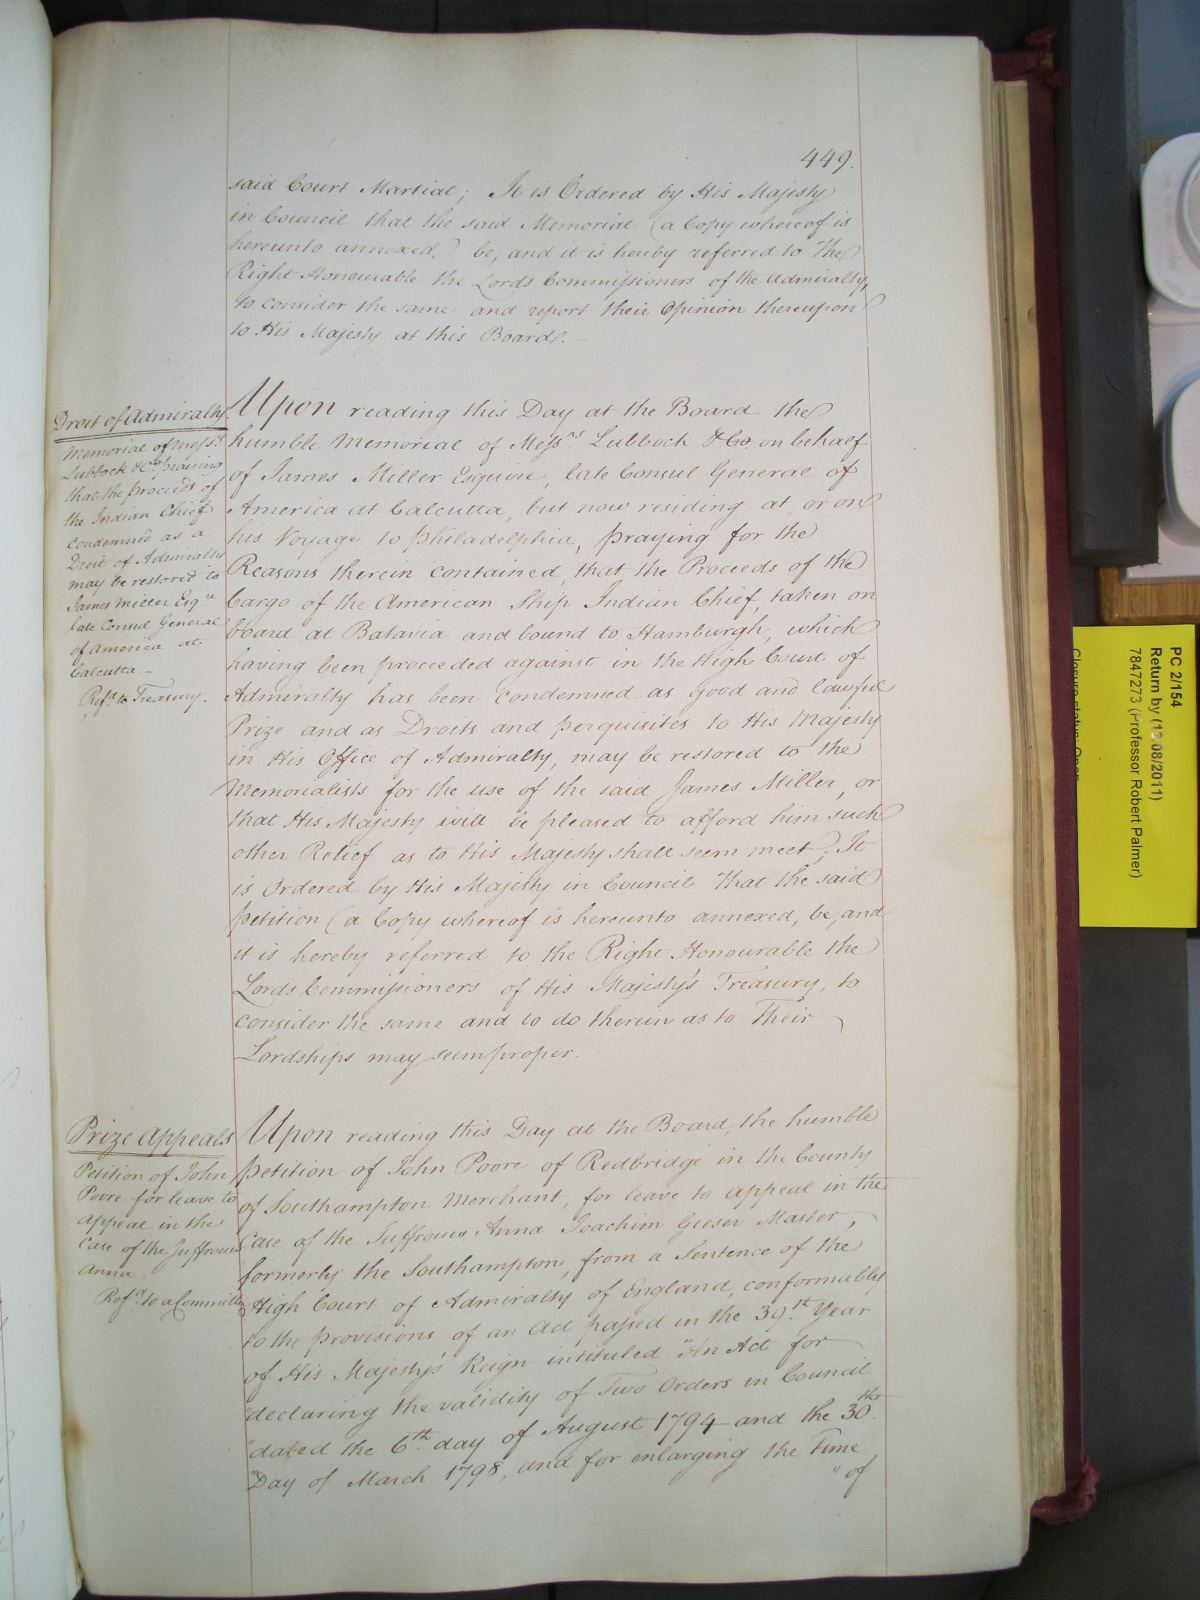 449.
said Court Martial; It is Ordered by His Majesty
in Council that the said Memorial (a Copy whereof is
hereunto annexed) be, and it is hereby referred to The
Right Honourable the Lords Commissioners of the Admiralty,
to consider the same and report their Opinion thereupon
to His Majesty at this Board. -
Droit of Admiralty
Memorial of Messrs
Lubbock & Co praying
that the proceeds of
the Indian Chief
condemned as a
Droit of Admiralty
may be restored to
James Miller Esqre
late Consul General
of America at
Calcutta -
Refd to Treasury.
Upon reading this Day at the Board the
humble Memorial of Messrs Lubbock & Co. on behalf
of James Miller Esquire, late Consul General of
America at Calcutta, but now residing at, or on
his Voyage to Philadelphia, praying for the
Reasons therein contained, that the Proceeds of the
Cargo of the American Ship Indian Chief, taken on
board at Batavia and bound to Hamburgh, which
having been proceeded against in the High Court of
Admiralty has been Condemned as Good and lawful
Prize and as Droits and perquisites to His Majesty
in His Office of Admiralty, may be restored to the
Memorialists for the use of the said James Miller, or
that His Majesty will be pleased to afford him such
other Relief as to His Majesty shall seem meet; It
is Ordered by His Majesty in Council That the said
petition (a Copy whereof is hereunto annexed, be, and
it is hereby referred to the Right Honourable the
Lords Commissioners of His Majesty's Treasury, to
consider the same and to do therein as to Their
Lordships may seem proper.
Prize Appeals
Petition of John
Poore for leave to
appeal in the
Case of the Juffrouw
Anna.
Refd to a Committee
Upon reading this Day at the Board, the humble
petition of John Poore of Redbridge in the County
of Southampton Merchant, for leave to appeal in the
Case of the Juffrouw Anna Joachim Gieser Master,
formerly the Southampton, from a Sentence of the
High Court of Admiralty of England, conformably
to the provisions of an Act passed in the 39.th Year
of His Majesty's Reign intituled "An Act for
"declaring the validity of Two Orders in Council
"dated the 6th day of August 1794 and the 30th
"Day of March 1798, and for enlarging the Time
" of
PC 2/154
Return by (1 08/2011)
7847273 (Professor Robert Palmer)
Closure status: Open